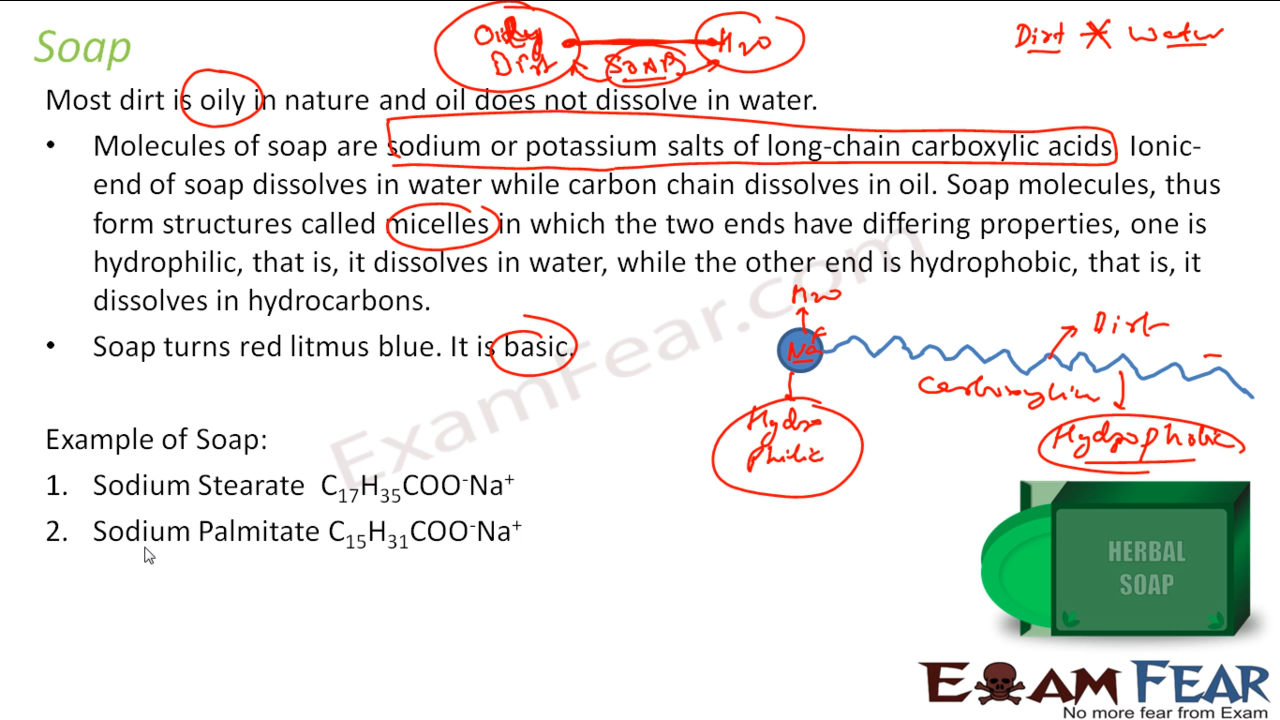 Soap
Oily
Dirt
SOAP
H2O
Dirt Water
Most dirt is oily in nature and oil does not dissolve in water.
• Molecules of soap are sodium or potassium salts of long-chain carboxylic acids. Ionic-
end of soap dissolves in water while carbon chain dissolves in oil. Soap molecules, thus
form structures called micelles in which the two ends have differing properties, one is
hydrophilic, that is, it dissolves in water, while the other end is hydrophobic, that is, it
dissolves in hydrocarbons.
• Soap turns red litmus blue. It is basic.
H2O
Na+
Dirt
Hydro
philic
Hydrophobic
Example of Soap:
1. Sodium Stearate C₁₇H₃₅COO⁻Na⁺
2. Sodium Palmitate C₁₅H₃₁COO⁻Na⁺
HERBAL
SOAP
ExamFear.com
EXAM FEAR
No more fear from Exam